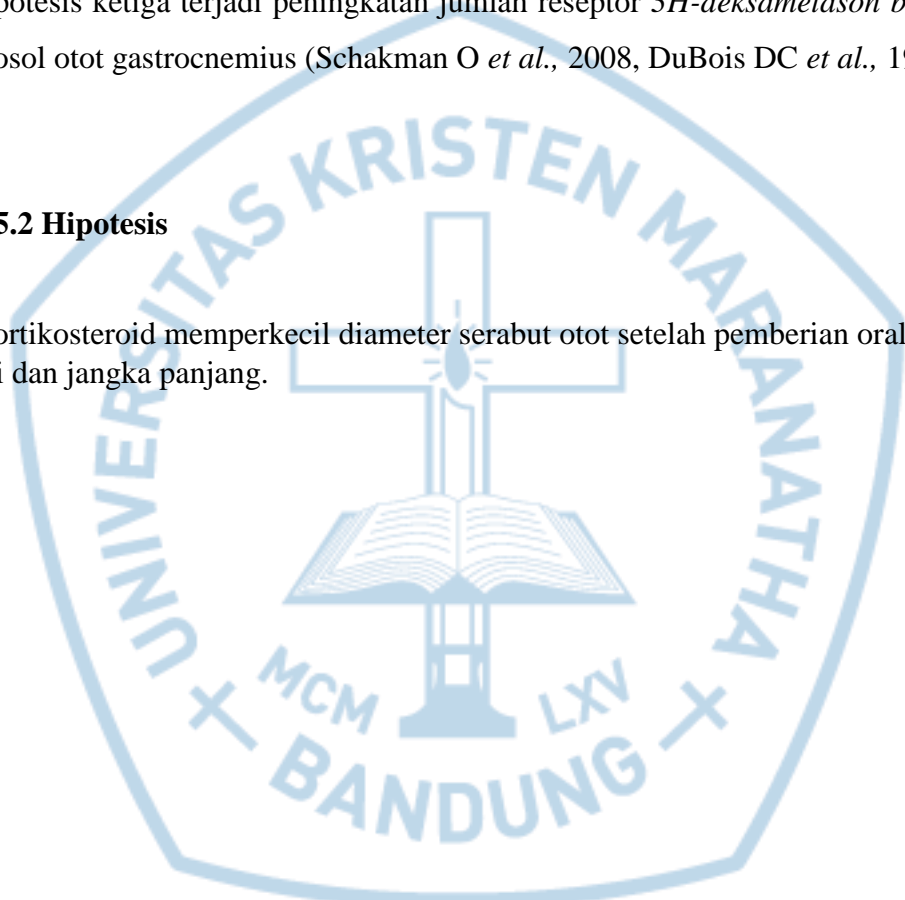 potesis ketiga terjadi peningkatan jumlah reseptor 3H-deksametason b
osol otot gastrocnemius (Schakman O et al., 2008, DuBois DC et al., 19
5.2 Hipotesis
ortikosteroid memperkecil diameter serabut otot setelah pemberian oral
i dan jangka panjang.
UNIVERSITAS KRISTEN MARANATHA
MCM LXV
BANDUNG